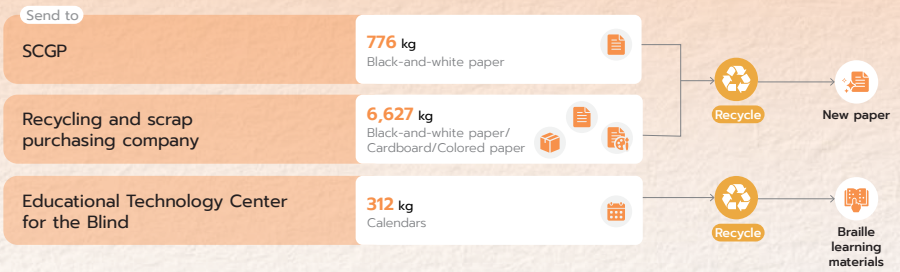 Send to
SCGP
776 kg
Black-and-white paper
Recycling and scrap
purchasing company
6,627 kg
Black-and-white paper/
Cardboard/Colored paper
Recycle
New paper
Educational Technology Center
for the Blind
312 kg
Calendars
Recycle
Braille
learning
materials